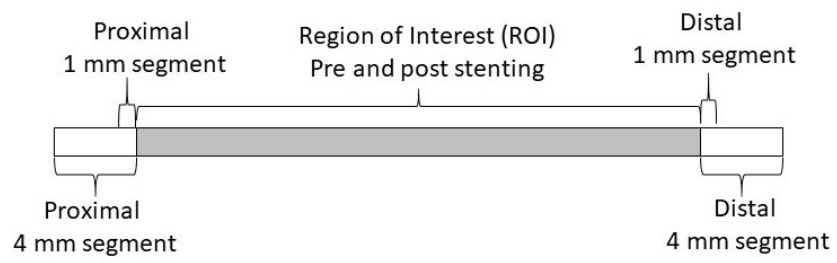 Proximal
1 mm segment
Region of Interest (ROI)
Pre and post stenting
Distal
1 mm segment
Proximal
4 mm segment
Distal
4 mm segment